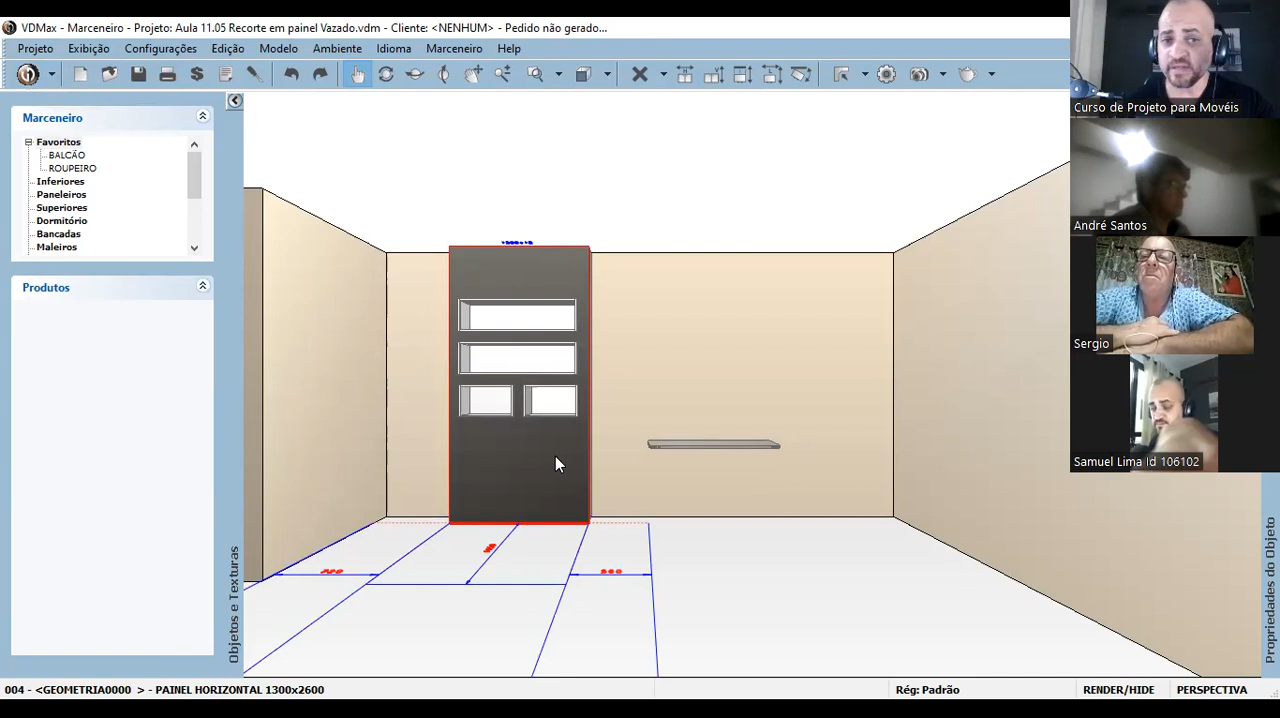 VDMax - Marceneiro - Projeto: Aula 11.05 Recorte em painel Vazado.vdm - Cliente: <NENHUM> - Pedido não gerado...
Projeto Exibição Configurações Edição Modelo Ambiente Idioma Marceneiro Help
Marceneiro
Favoritos
BALCÃO
ROUPEIRO
Inferiores
Paneleiros
Superiores
Dormitório
Bancadas
Maleiros
Produtos
Objetos e Texturas
Curso de Projeto para Movéis
André Santos
Sergio
Samuel Lima Id 106102
Propriedades do Objeto
004 - <GEOMETRIA0000 > - PAINEL HORIZONTAL 1300x2600
Rég: Padrão
RENDER/HIDE
PERSPECTIVA